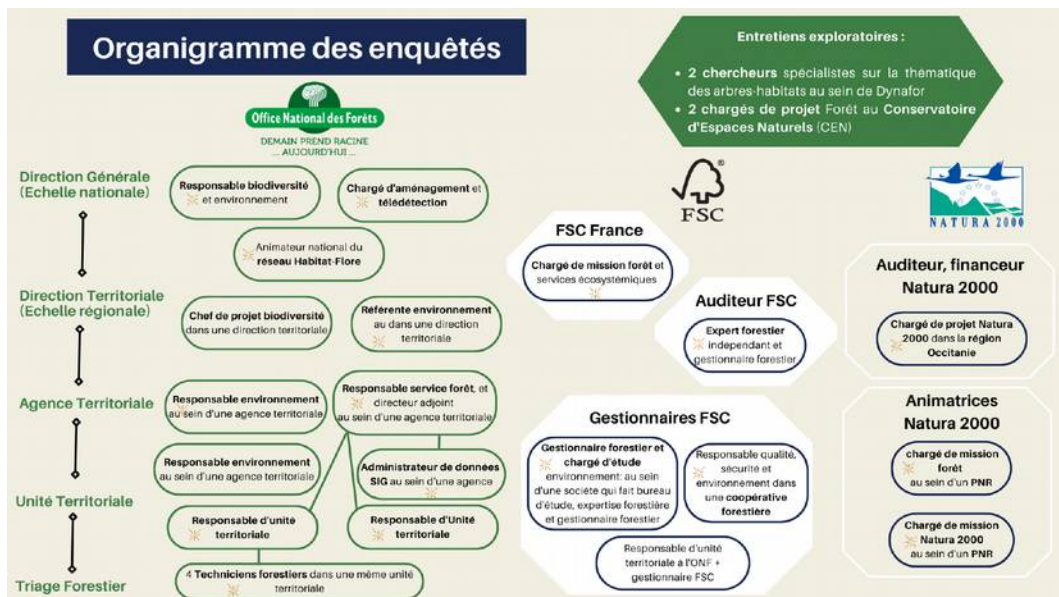 Organigramme des enquêtés
Entretiens exploratoires :
• 2 chercheurs spécialistes sur la thématique
des arbres-habitats au sein de Dynafor
• 2 chargés de projet Forêt au Conservatoire
d'Espaces Naturels (CEN)
Office National des Forêts
DEMAIN PREND RACINE
... AUJOURD'HUI ...
FSC
NATURA 2000
Direction Générale
(Echelle nationale)
Responsable biodiversité
et environnement
Chargé d'aménagement et
télédétection
Animateur national du
réseau Habitat-Flore
Direction Territoriale
(Echelle régionale)
Chef de projet biodiversité
dans une direction territoriale
Référente environnement
au dans une direction
territoriale
Agence Territoriale
Responsable environnement
au sein d'une agence territoriale
Responsable service forêt, et
directeur adjoint
au sein d'une agence territoriale
Responsable environnement
au sein d'une agence territoriale
Administrateur de données
SIG au sein d'une agence
Unité Territoriale
Responsable d'unité
territoriale
Responsable d'Unité
territoriale
Triage Forestier
4 Techniciens forestiers dans une même unité
territoriale
FSC France
Chargé de mission forêt et
services écosystémiques
Auditeur FSC
Expert forestier
indépendant et
gestionnaire forestier
Gestionnaires FSC
Gestionnaire forestier et
chargé d'étude
environnement: au sein
d'une société qui fait bureau
d'étude, expertise forestière
et gestionnaire forestier
Responsable qualité,
sécurité et
environnement dans
une coopérative
forestière
Responsable d'unité
territoriale à l'ONF +
gestionnaire FSC
Auditeur, financeur
Natura 2000
Chargé de projet Natura
2000 dans la région
Occitanie
Animatrices
Natura 2000
chargé de mission
forêt
au sein d'un PNR
Chargé de mission
Natura 2000
au sein d'un PNR